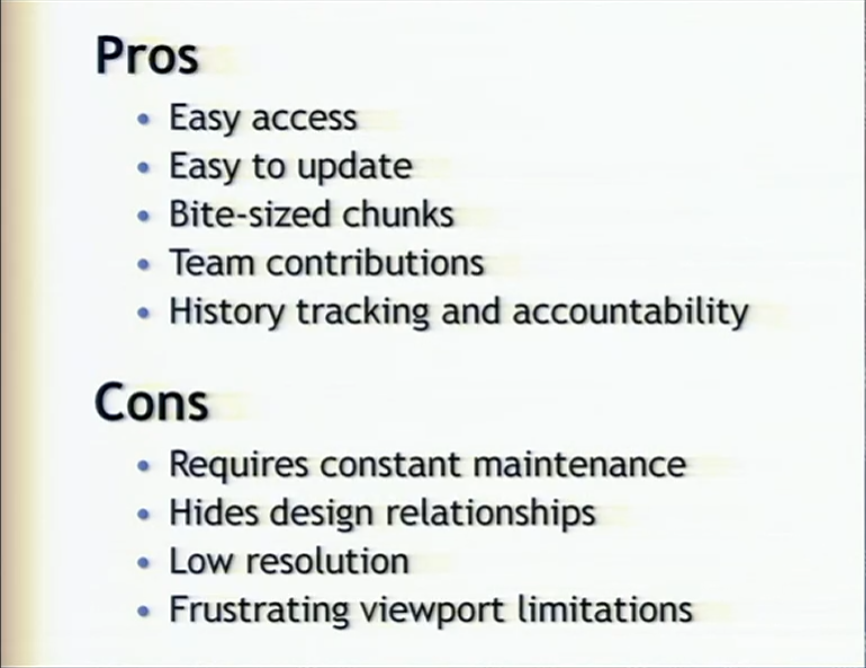 Pros
• Easy access
• Easy to update
• Bite-sized chunks
• Team contributions
• History tracking and accountability
Cons
• Requires constant maintenance
• Hides design relationships
• Low resolution
• Frustrating viewport limitations